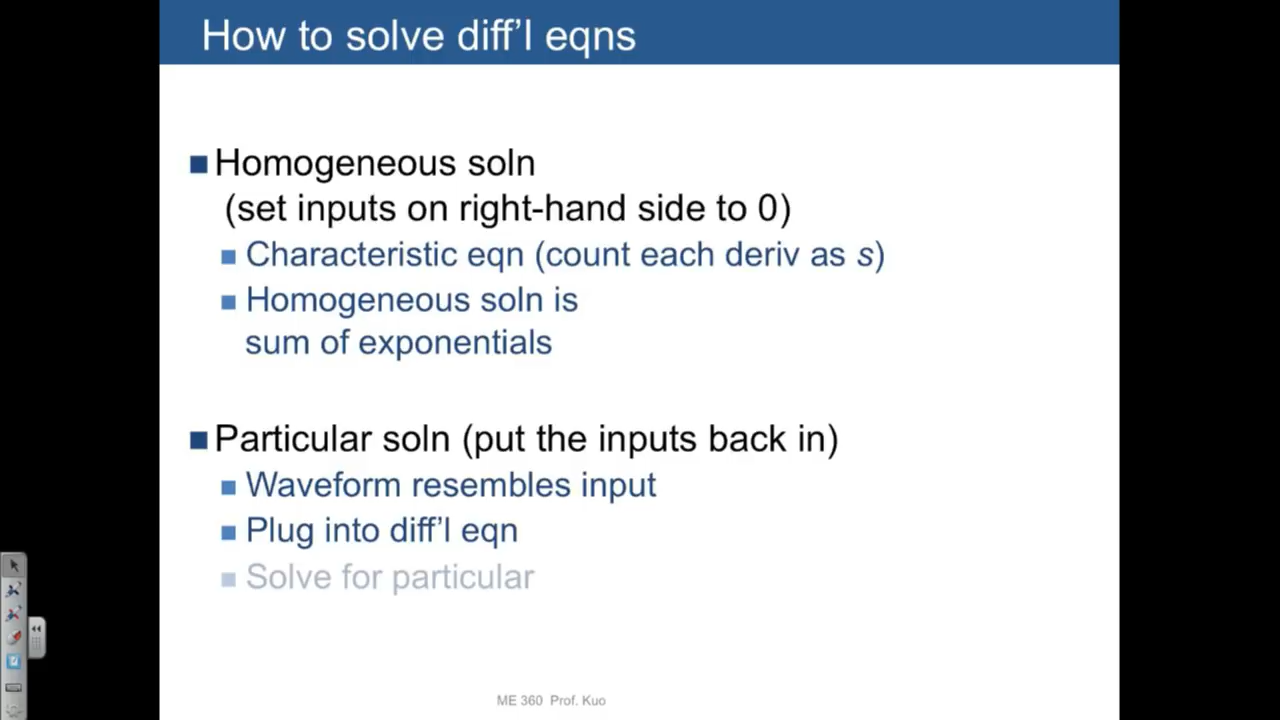 How to solve diff'l eqns
Homogeneous soln
(set inputs on right-hand side to 0)
Characteristic eqn (count each deriv as s)
Homogeneous soln is
sum of exponentials
Particular soln (put the inputs back in)
Waveform resembles input
Plug into diff'l eqn
Solve for particular
ME 360 Prof. Kuo